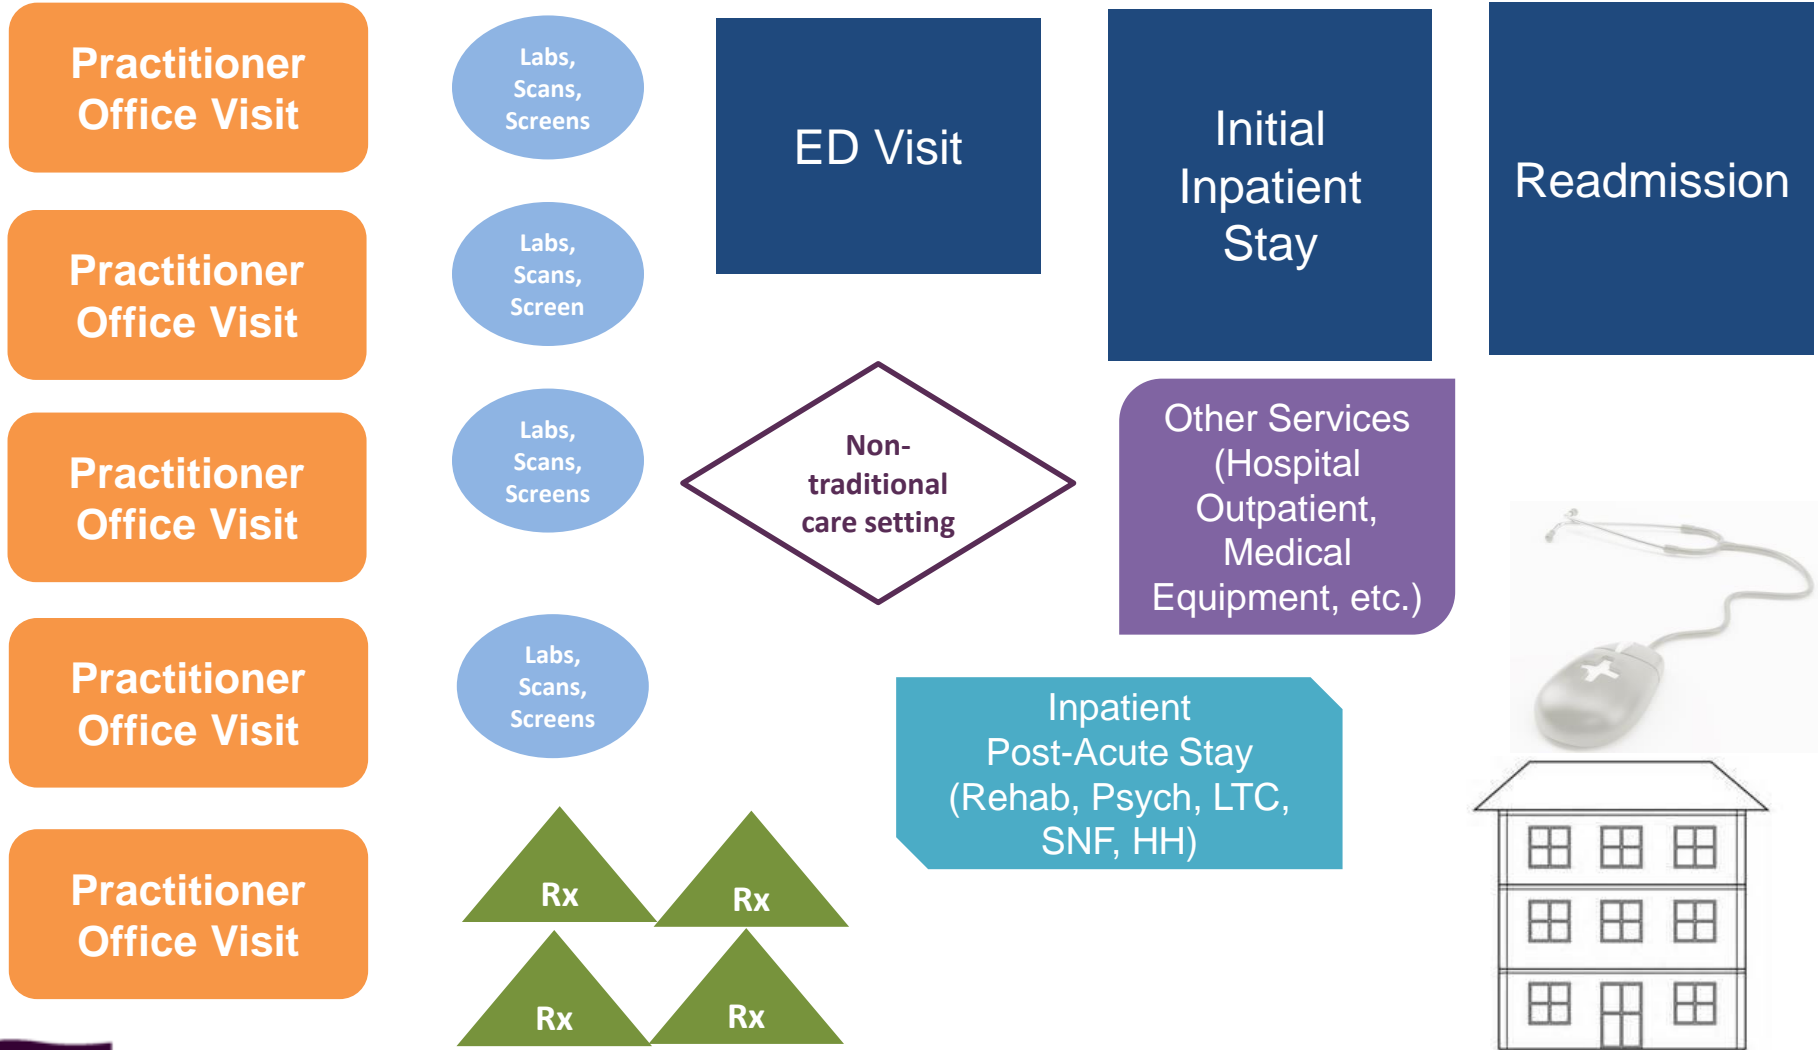 Practitioner
Office Visit
Practitioner
Office Visit
Practitioner
Office Visit
Practitioner
Office Visit
Practitioner
Office Visit
Labs,
Scans,
Screens
Labs,
Scans,
Screen
Labs,
Scans,
Screens
Labs,
Scans,
Screens
Rx
Rx
Rx
Rx
ED Visit
Non-
traditional
care setting
Initial
Inpatient
Stay
Other Services
(Hospital
Outpatient,
Medical
Equipment, etc.)
Inpatient
Post-Acute Stay
(Rehab, Psych, LTC,
SNF, HH)
Readmission